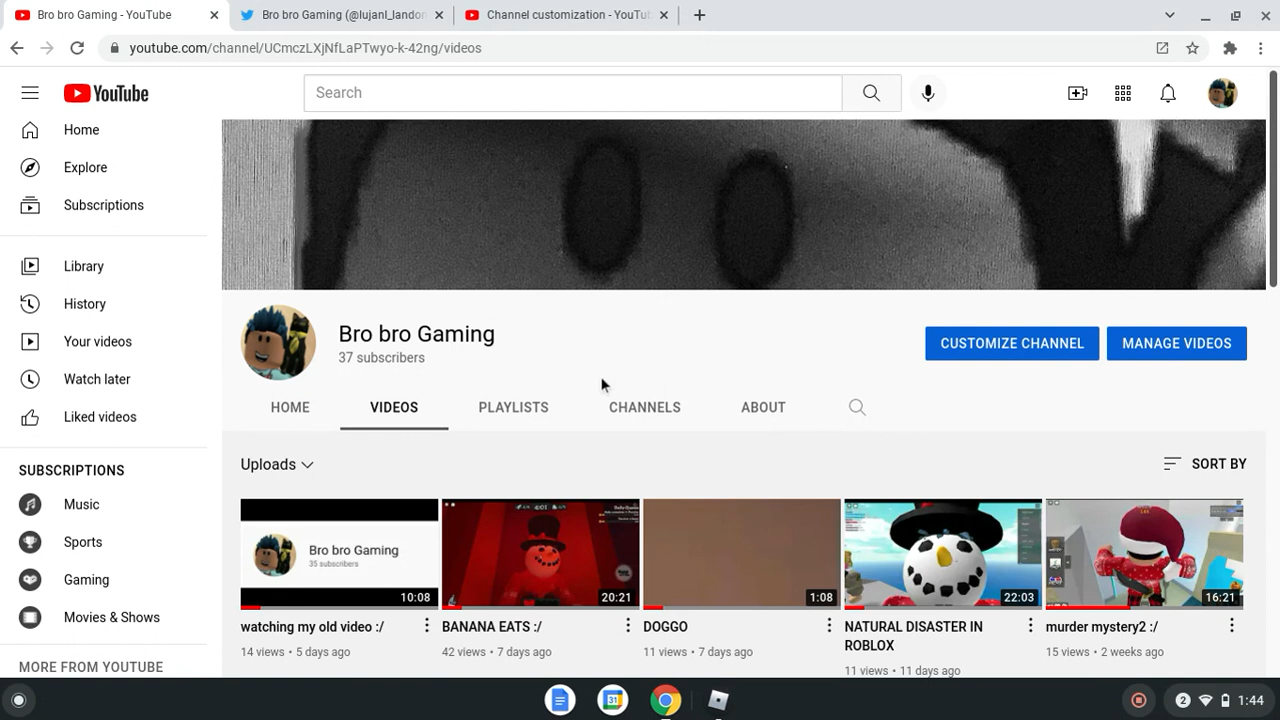 Bro bro Gaming - YouTube
Bro bro Gaming (@lujanl_landon
Channel customization - YouTub
youtube.com/channel/UCmczLXjNfLaPTwyo-k-42ng/videos
YouTube
Search
Home
Explore
Subscriptions
Library
History
Your videos
Watch later
Liked videos
SUBSCRIPTIONS
Music
Sports
Gaming
Movies & Shows
MORE FROM YOUTUBE
Bro bro Gaming
37 subscribers
CUSTOMIZE CHANNEL
MANAGE VIDEOS
HOME
VIDEOS
PLAYLISTS
CHANNELS
ABOUT
Uploads
SORT BY
Bro bro Gaming
35 subscribers
10:08
20:21
1:08
22:03
16:21
watching my old video :/
14 views • 5 days ago
BANANA EATS :/
42 views • 7 days ago
DOGGO
11 views • 7 days ago
NATURAL DISASTER IN
ROBLOX
11 views • 11 days ago
murder mystery2 :/
15 views • 2 weeks ago
31
2
1:44